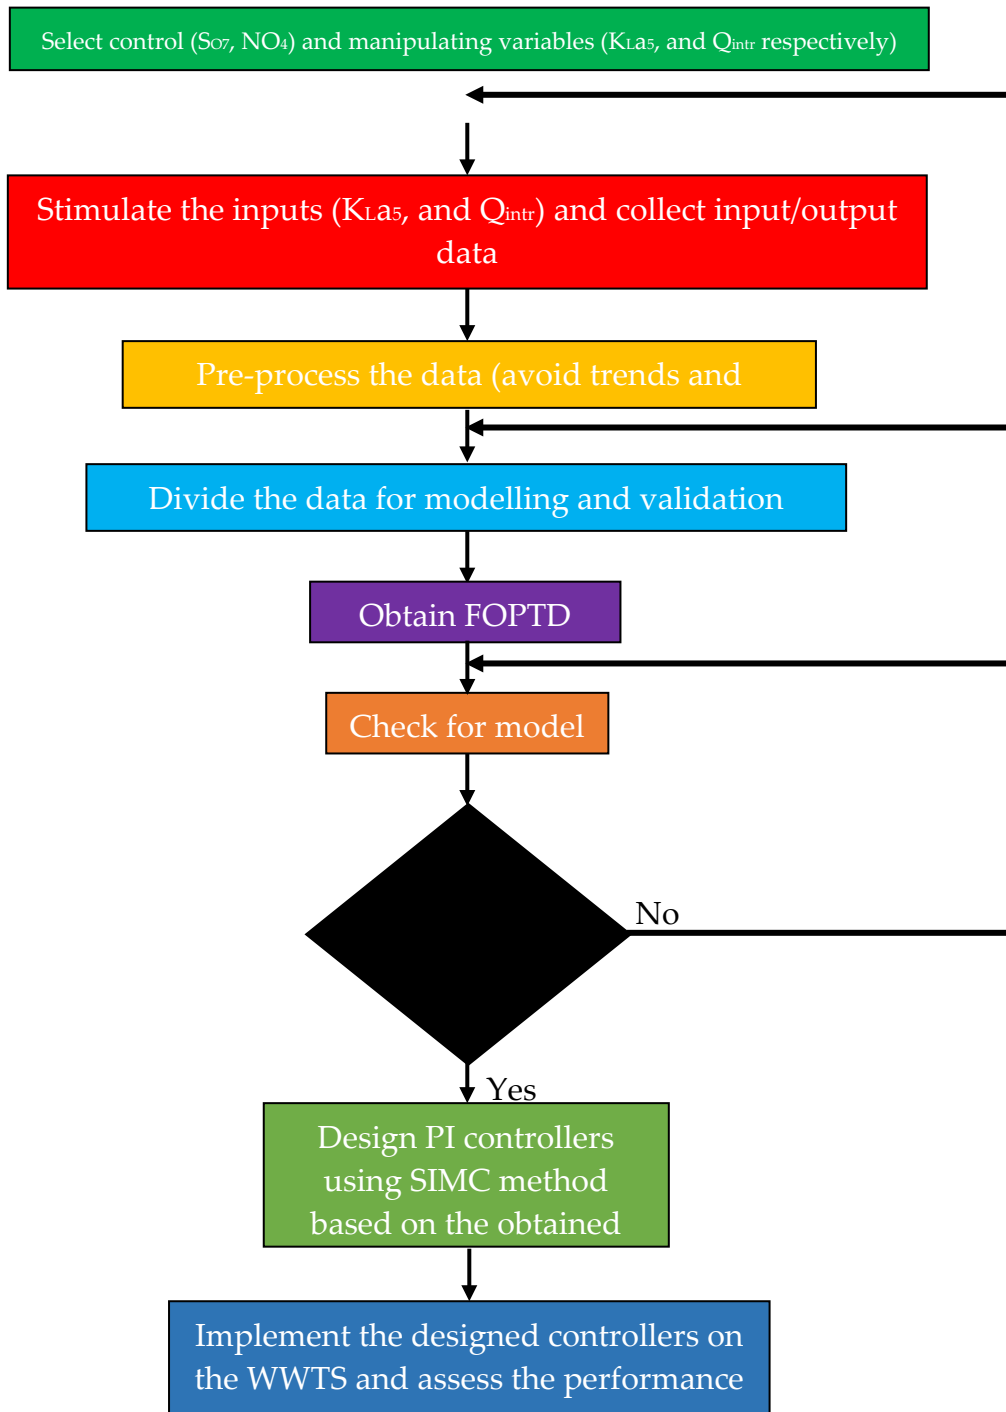 Select control (SO7, NO4) and manipulating variables (KLa5, and Qintr respectively)
Stimulate the inputs (KLa5, and Qintr) and collect input/output
data
Pre-process the data (avoid trends and
Divide the data for modelling and validation
Obtain FOPTD
Check for model
No
Yes
Design PI controllers
using SIMC method
based on the obtained
Implement the designed controllers on
the WWTS and assess the performance